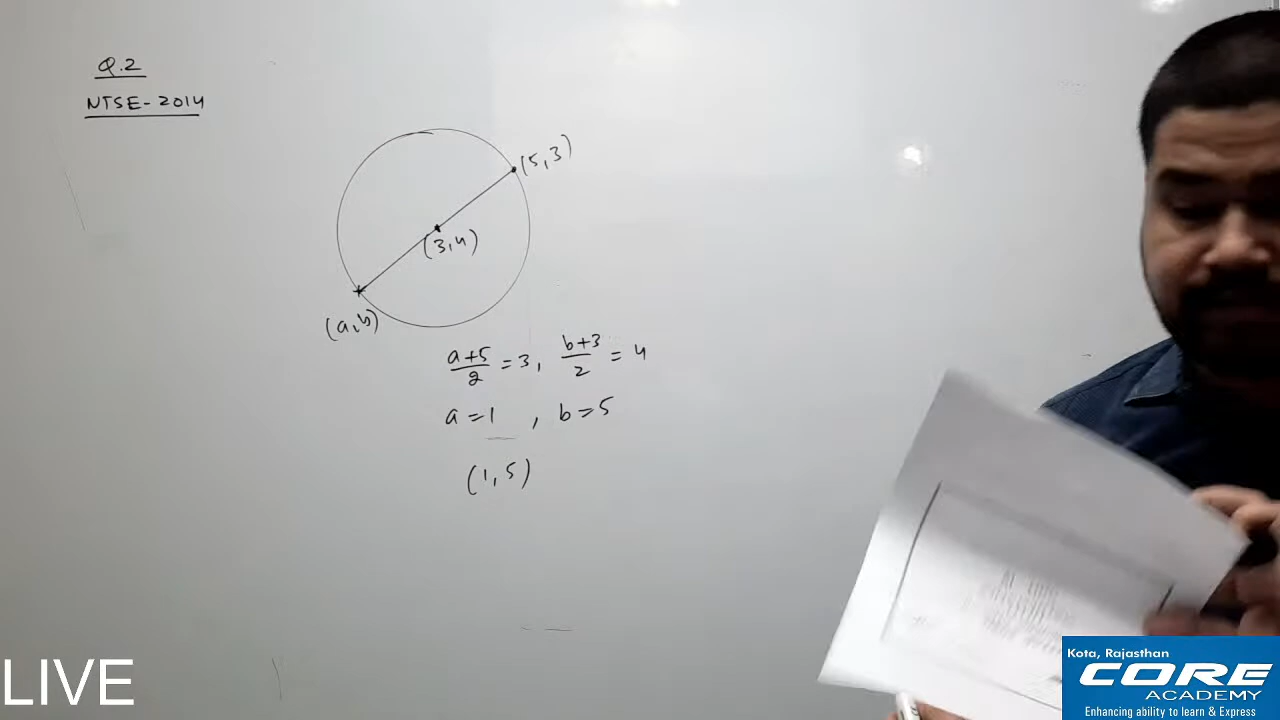 Q.2
NTSE-2014
(5,3)
(3,4)
(a,b)
a+5/2 = 3, b+3/2 = 4
a=1 , b=5
(1,5)
LIVE
Kota, Rajasthan
CORE
ACADEMY
Enhancing ability to learn & Express